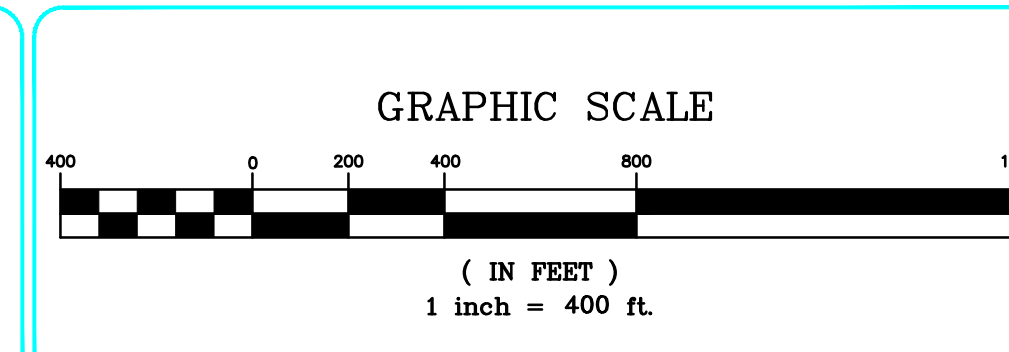 GRAPHIC SCALE
400 0 200 400 800
( IN FEET )
1 inch = 400 ft.